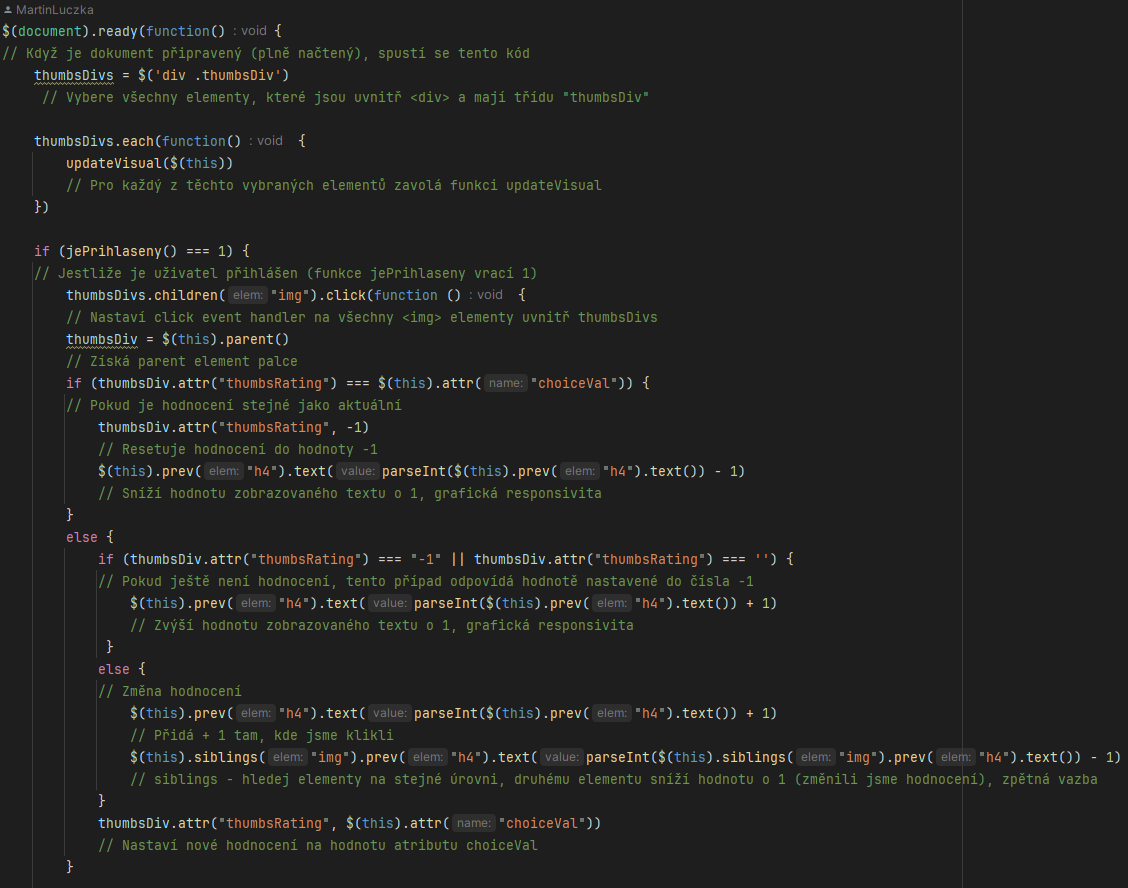 MartinLuczka
$(document).ready(function() : void {
// Když je dokument připravený (plně načtený), spustí se tento kód
    thumbsDivs = $('div .thumbsDiv')
     // Vybere všechny elementy, které jsou uvnitř <div> a mají třídu "thumbsDiv"
    thumbsDivs.each(function() : void  {
        updateVisual($(this))
        // Pro každý z těchto vybraných elementů zavolá funkci updateVisual
    })
    if (jePrihlaseny() === 1) {
    // Jestliže je uživatel přihlášen (funkce jePrihlaseny vrací 1)
        thumbsDivs.children( elem: "img").click(function () : void  {
        // Nastaví click event handler na všechny <img> elementy uvnitř thumbsDivs
        thumbsDiv = $(this).parent()
        // Získá parent element palce
        if (thumbsDiv.attr("thumbsRating") === $(this).attr( name: "choiceVal")) {
        // Pokud je hodnocení stejné jako aktuální
            thumbsDiv.attr("thumbsRating", -1)
            // Resetuje hodnocení do hodnoty -1
            $(this).prev( elem: "h4").text( value: parseInt($(this).prev( elem: "h4").text()) - 1)
            // Sníží hodnotu zobrazovaného textu o 1, grafická responsivita
        }
        else {
            if (thumbsDiv.attr("thumbsRating") === "-1" || thumbsDiv.attr("thumbsRating") === '') {
            // Pokud ještě není hodnocení, tento případ odpovídá hodnotě nastavené do čísla -1
                $(this).prev( elem: "h4").text( value: parseInt($(this).prev( elem: "h4").text()) + 1)
                // Zvýší hodnotu zobrazovaného textu o 1, grafická responsivita
             }
            else {
            // Změna hodnocení
                $(this).prev( elem: "h4").text( value: parseInt($(this).prev( elem: "h4").text()) + 1)
                // Přidá + 1 tam, kde jsme klikli
                $(this).siblings( elem: "img").prev( elem: "h4").text( value: parseInt($(this).siblings( elem: "img").prev( elem: "h4").text()) - 1)
                // siblings - hledej elementy na stejné úrovni, druhému elementu sníží hodnotu o 1 (změnili jsme hodnocení), zpětná vazba
            }
            thumbsDiv.attr("thumbsRating", $(this).attr( name: "choiceVal"))
            // Nastaví nové hodnocení na hodnotu atributu choiceVal
        }